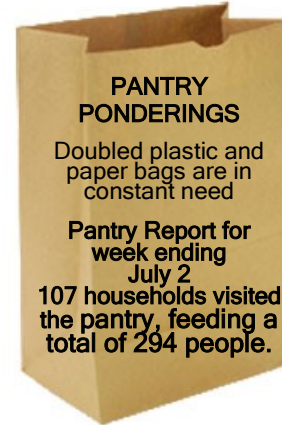 PANTRY
PONDERINGS
Doubled plastic and
paper bags are in
constant need
Pantry Report for
week ending
July 2
107 households visited
the pantry, feeding a
total of 294 people.